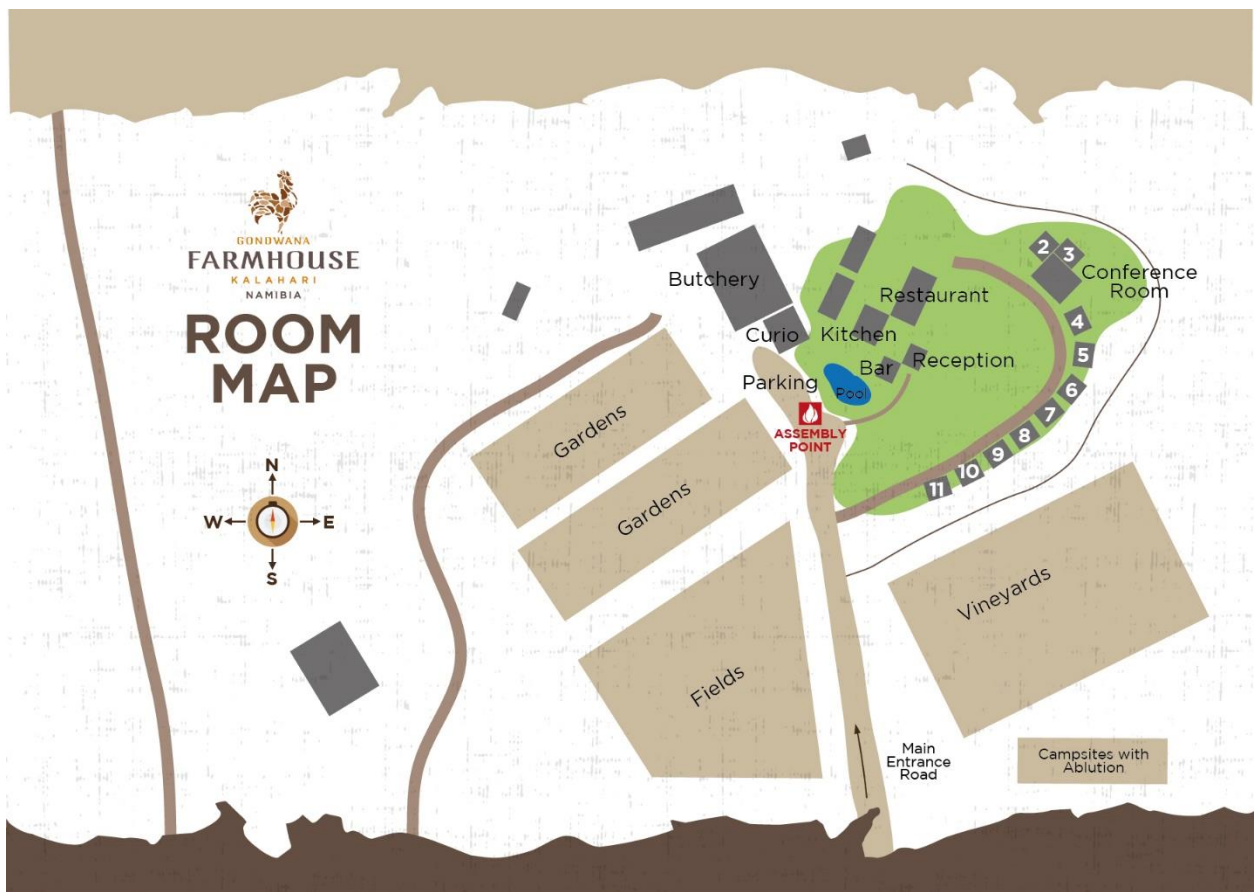 GONDWANA
FARMHOUSE
KALAHARI
NAMIBIA
ROOM
MAP
N
W
E
S
Butchery
Curio
Kitchen
Restaurant
Bar
Reception
Pool
Parking
ASSEMBLY
POINT
2
3
Conference
Room
4
5
6
7
8
9
10
11
Gardens
Gardens
Fields
Vineyards
Main
Entrance
Road
Campsites with
Ablution